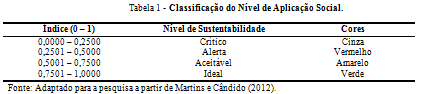 Tabela 1 - Classificação do Nível de Aplicação Social.
Índice (0 – 1) Nível de Sustentabilidade Cores
0,0000 – 0,2500 Crítico Cinza
0,2501 – 0,5000 Alerta Vermelho
0,5001 – 0,7500 Aceitável Amarelo
0,7501 – 1,0000 Ideal Verde
Fonte: Adaptado para a pesquisa a partir de Martins e Cândido (2012).